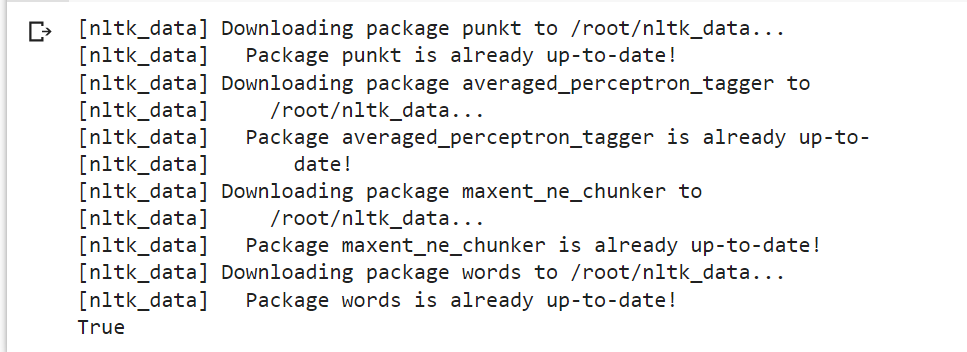 [nltk_data] Downloading package punkt to /root/nltk_data...
[nltk_data]   Package punkt is already up-to-date!
[nltk_data] Downloading package averaged_perceptron_tagger to
[nltk_data]     /root/nltk_data...
[nltk_data]   Package averaged_perceptron_tagger is already up-to-
[nltk_data]       date!
[nltk_data] Downloading package maxent_ne_chunker to
[nltk_data]     /root/nltk_data...
[nltk_data]   Package maxent_ne_chunker is already up-to-date!
[nltk_data] Downloading package words to /root/nltk_data...
[nltk_data]   Package words is already up-to-date!
True